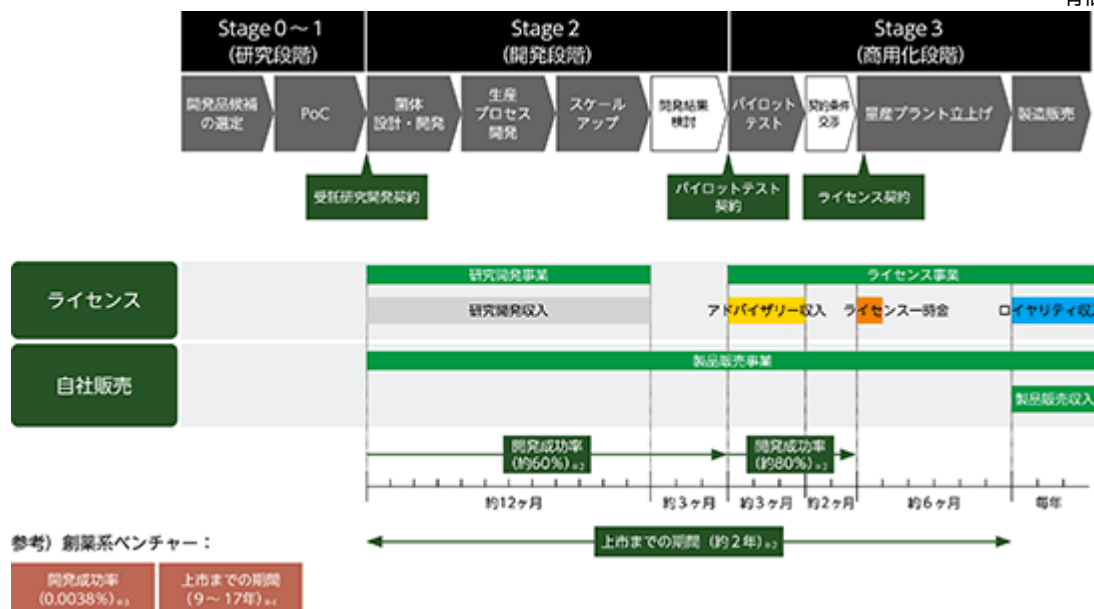 Stage 0～1
(研究段階)
Stage 2
(開発段階)
Stage 3
(商用化段階)
開発品候補
の選定
PoC
菌体
設計・開発
生産
プロセス
開発
スケール
アップ
開発結果
検討
パイロット
テスト
契約条件
交渉
量産プラント立上げ
製造販売
受託研究開発契約
パイロットテスト
契約
ライセンス契約
ライセンス
研究開発事業
ライセンス事業
研究開発収入
アドバイザリー収入
ライセンス一時金
ロイヤリティ収入
自社販売
製品販売事業
製品販売収入
開発成功率
(約60%)※2
開発成功率
(約80%)※2
約12ヶ月
約3ヶ月
約3ヶ月
約2ヶ月
約6ヶ月
毎年
上市までの期間（約2年）※2
参考）創薬系ベンチャー：
開発成功率
(0.0038%)※3
上市までの期間
(9～17年)※4